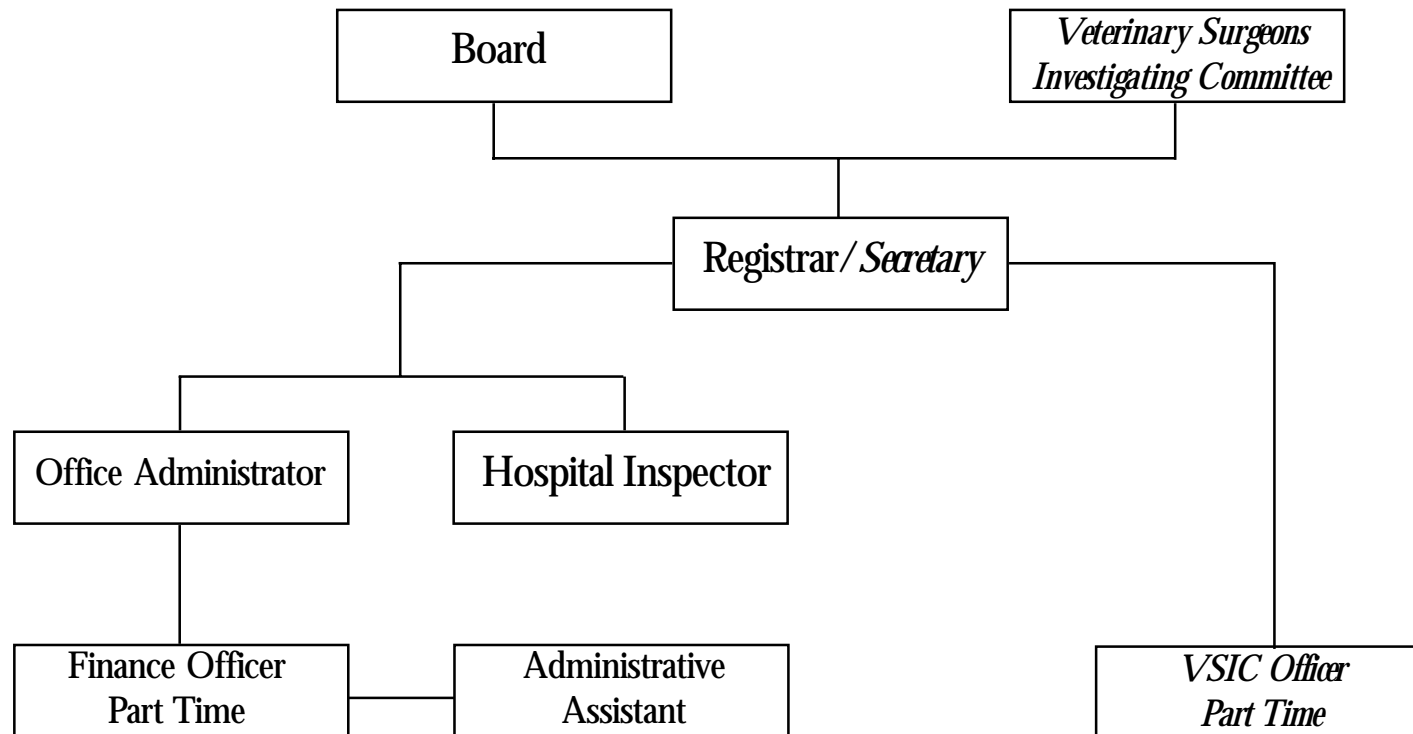 Board
Veterinary Surgeons
Investigating Committee
Registrar/Secretary
Office Administrator
Hospital Inspector
Finance Officer
Part Time
Administrative
Assistant
VSIC Officer
Part Time